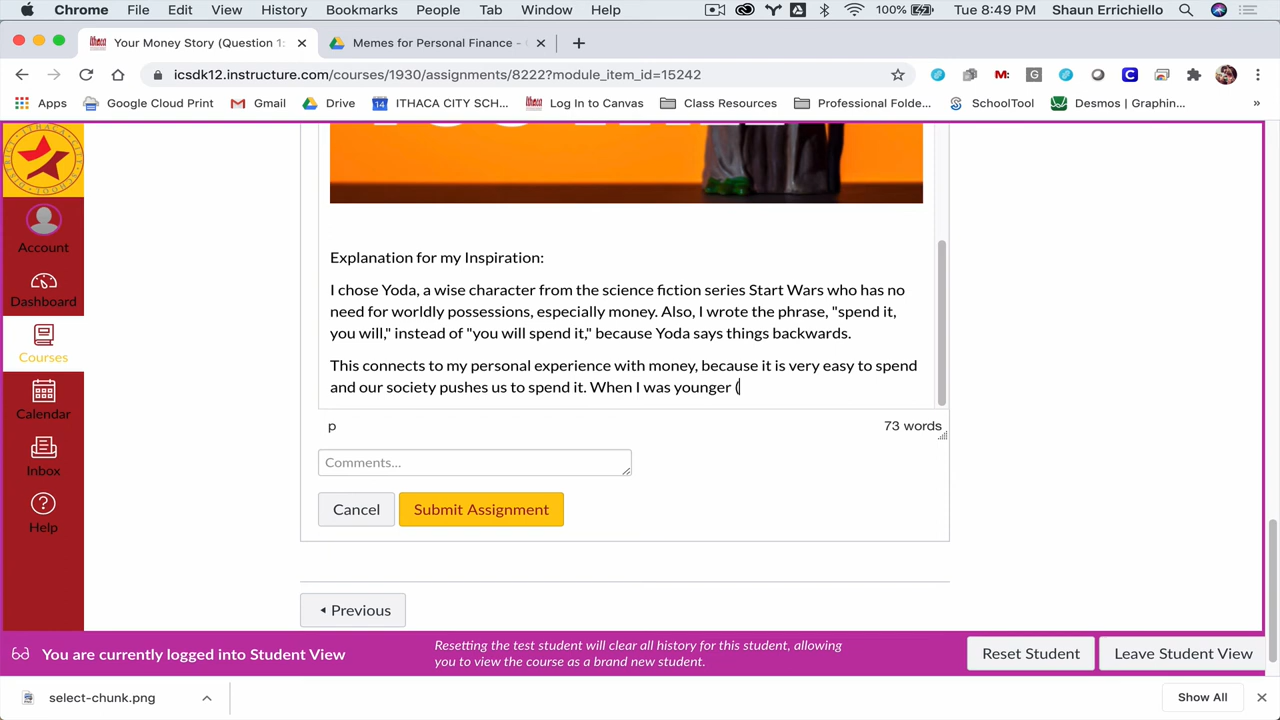 Chrome File Edit View History Bookmarks People Tab Window Help 100% Tue 8:49 PM Shaun Errichiello
Your Money Story (Question 1: Memes for Personal Finance -
icsdk12.instructure.com/courses/1930/assignments/8222?module_item_id=15242
Apps Google Cloud Print Gmail Drive ITHACA CITY SCH... Log In to Canvas Class Resources Professional Folde... SchoolTool Desmos | Graphin... »
Account
Dashboard
Courses
Calendar
Inbox
Help
Explanation for my Inspiration:
I chose Yoda, a wise character from the science fiction series Start Wars who has no
need for worldly possessions, especially money. Also, I wrote the phrase, "spend it,
you will," instead of "you will spend it," because Yoda says things backwards.
This connects to my personal experience with money, because it is very easy to spend
and our society pushes us to spend it. When I was younger (
p 73 words
Comments...
Cancel Submit Assignment
Previous
You are currently logged into Student View
Resetting the test student will clear all history for this student, allowing
you to view the course as a brand new student.
Reset Student Leave Student View
select-chunk.png Show All